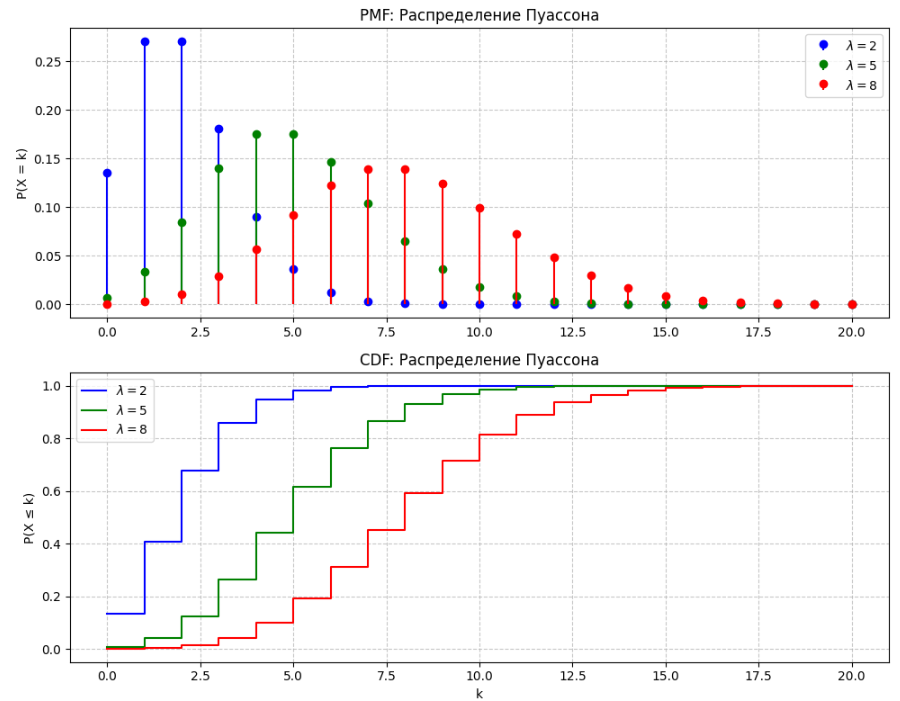 PMF: Распределение Пуассона
P(X = k)
0.25
0.20
0.15
0.10
0.05
0.00
λ = 2
λ = 5
λ = 8
0.0 2.5 5.0 7.5 10.0 12.5 15.0 17.5 20.0
CDF: Распределение Пуассона
P(X ≤ k)
1.0
0.8
0.6
0.4
0.2
0.0
λ = 2
λ = 5
λ = 8
0.0 2.5 5.0 7.5 10.0 12.5 15.0 17.5 20.0
k